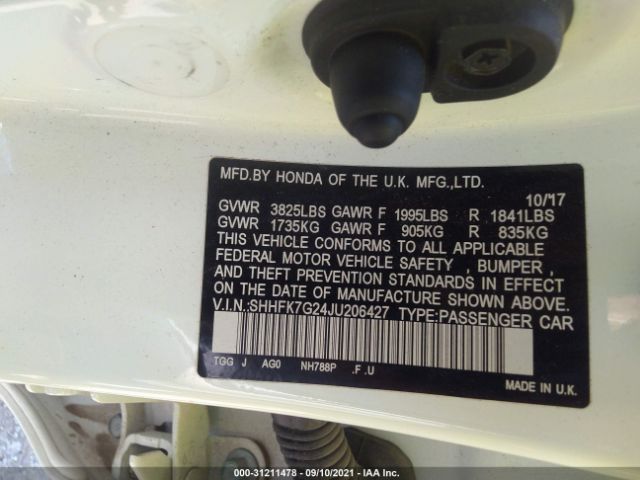 MFD.BY HONDA OF THE U.K. MFG.,LTD.
10/17
GVWR 3825LBS GAWR F 1995LBS R 1841LBS
GVWR 1735KG GAWR F 905KG R 835KG
THIS VEHICLE CONFORMS TO ALL APPLICABLE
FEDERAL MOTOR VEHICLE SAFETY , BUMPER ,
AND THEFT PREVENTION STANDARDS IN EFFECT
ON THE DATE OF MANUFACTURE SHOWN ABOVE.
V.I.N.:SHHFK7G24JU206427 TYPE:PASSENGER CAR
TGG J AG0 NH788P .F .U
MADE IN U.K.
000-31211478 - 09/10/2021 - IAA Inc.